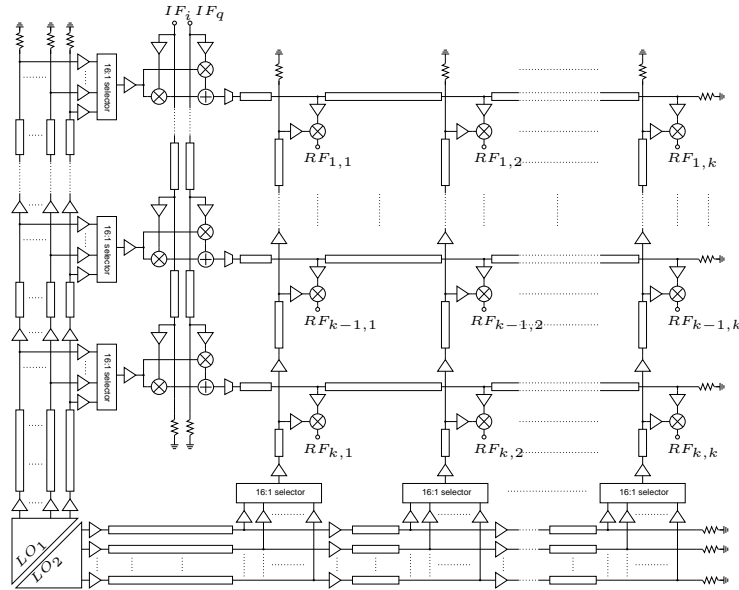 IF_i IF_q
16:1 selector
RF_{1,1} RF_{1,2} RF_{1,k}
16:1 selector
RF_{k−1,1} RF_{k−1,2} RF_{k−1,k}
16:1 selector
RF_{k,1} RF_{k,2} RF_{k,k}
16:1 selector 16:1 selector 16:1 selector
LO_1
LO_2